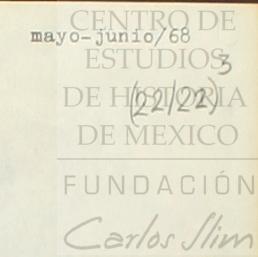 CENTRO DE
mayo-junio/68
ESTUDIOS
3
DE HISTORIA
(22/22)
DE MEXICO
FUNDACIÓN
Carlos Slim